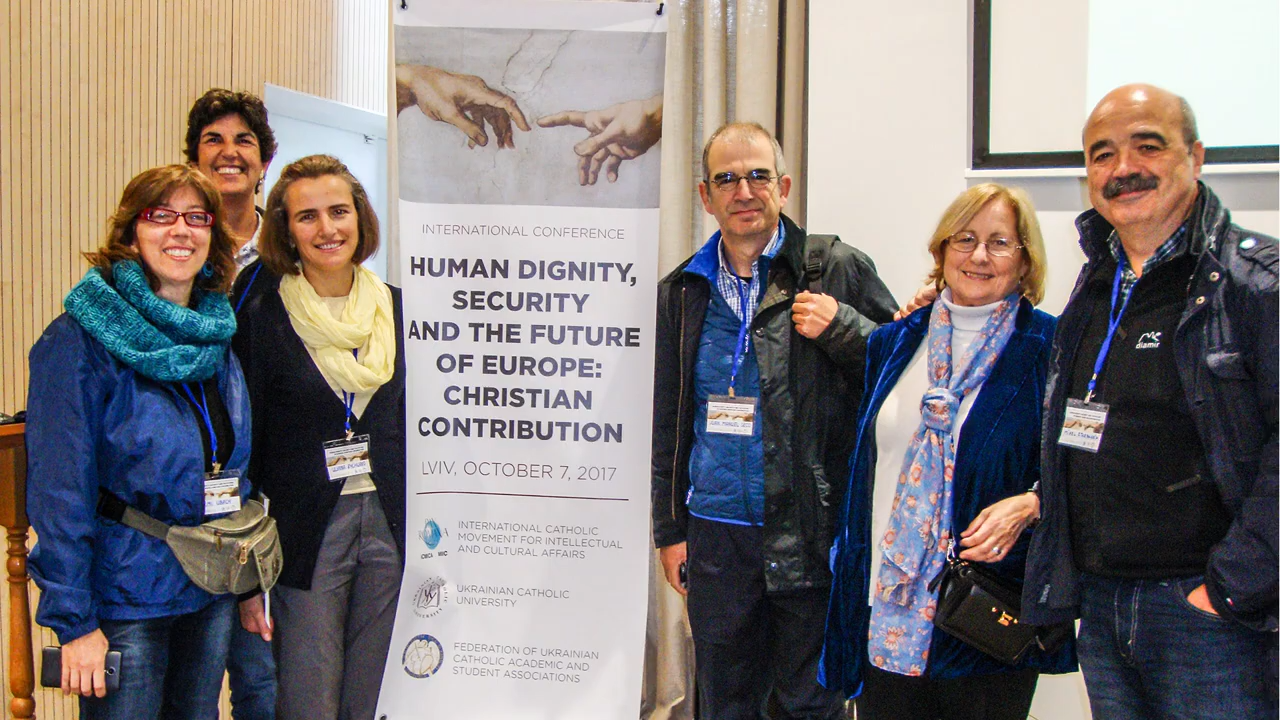 INTERNATIONAL CONFERENCE
HUMAN DIGNITY,
SECURITY
AND THE FUTURE
OF EUROPE:
CHRISTIAN
CONTRIBUTION
LVIV, OCTOBER 7, 2017
INTERNATIONAL CATHOLIC
MOVEMENT FOR INTELLECTUAL
AND CULTURAL AFFAIRS
UKRAINIAN CATHOLIC
UNIVERSITY
FEDERATION OF UKRAINIAN
CATHOLIC ACADEMIC AND
STUDENT ASSOCIATIONS
diamir